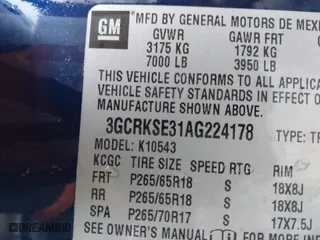 GM
MFD BY GENERAL MOTORS DE MEXI
GVWR GAWR FRT
3175 KG 1792 KG
7000 LB 3950 LB
THIS VEHICLE CONFORMS TO ALL APPLICAB
VEHICLE SAFETY STANDARDS IN EFFECT ON
MANUFACTURE SHOWN ABOVE.
3GCRKSE31AG224178 TYPE: TR
MODEL: K10543
KCGC TIRE SIZE SPEED RTG RIM
FRT P265/65R18 S 18X8J
RR P265/65R18 S 18X8J
SPA P265/70R17 S 17X7.5J
SEE OWNER'S MANUAL FOR MORE